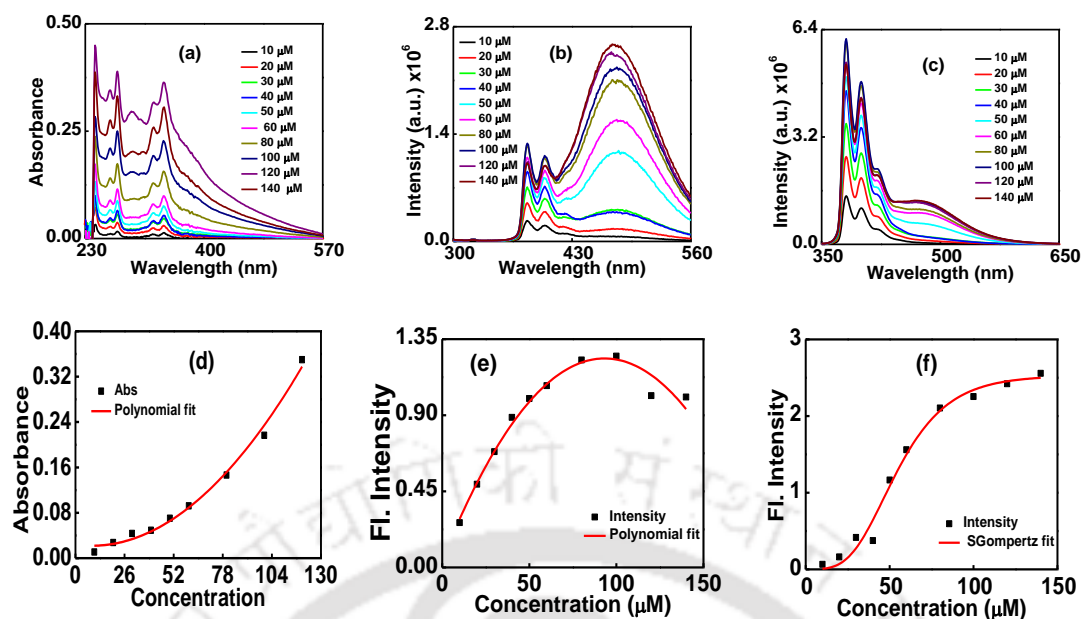 0.50
0.25
0.00
230
400
570
Absorbance
Wavelength (nm)
(a)
10 µM
20 µM
30 µM
40 µM
50 µM
60 µM
80 µM
100 µM
120 µM
140 µM
2.8
1.4
0.0
300
430
560
Intensity (a.u.) x10⁶
Wavelength (nm)
(b)
10 µM
20 µM
30 µM
40 µM
50 µM
60 µM
80 µM
100 µM
120 µM
140 µM
6.4
3.2
0.0
350
500
650
Intensity (a.u.) x10⁶
Wavelength (nm)
(c)
10 µM
20 µM
30 µM
40 µM
50 µM
60 µM
80 µM
100 µM
120 µM
140 µM
0.40
0.32
0.24
0.16
0.08
0.00
0 26 52 78 104 130
Absorbance
Concentration
(d)
Abs
Polynomial fit
1.35
0.90
0.45
0.00
0 50 100 150
Fl. Intensity
Concentration (µM)
(e)
Intensity
Polynomial fit
3
2
1
0
0 50 100 150
Fl. Intensity
Concentration (µM)
(f)
Intensity
SGompertz fit